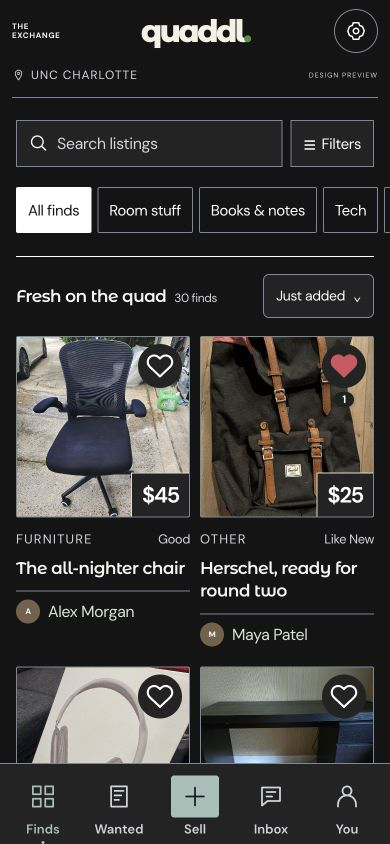 THE
EXCHANGE
quaddl.
UNC CHARLOTTE
DESIGN PREVIEW
Search listings
Filters
All finds
Room stuff
Books & notes
Tech
Fresh on the quad
30 finds
Just added
1
$45
$25
FURNITURE
Good
OTHER
Like New
The all-nighter chair
Herschel, ready for
round two
A
Alex Morgan
M
Maya Patel
Finds
Wanted
Sell
Inbox
You